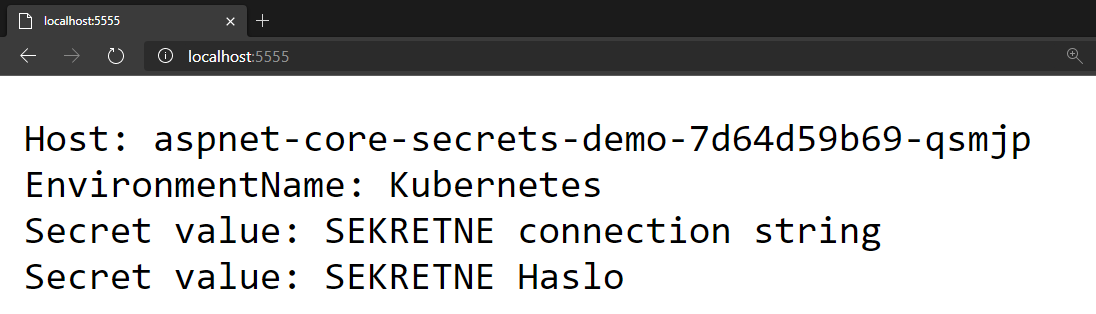 localhost:5555
localhost:5555
Host: aspnet-core-secrets-demo-7d64d59b69-qsmjp
EnvironmentName: Kubernetes
Secret value: SEKRETNE connection string
Secret value: SEKRETNE Haslo